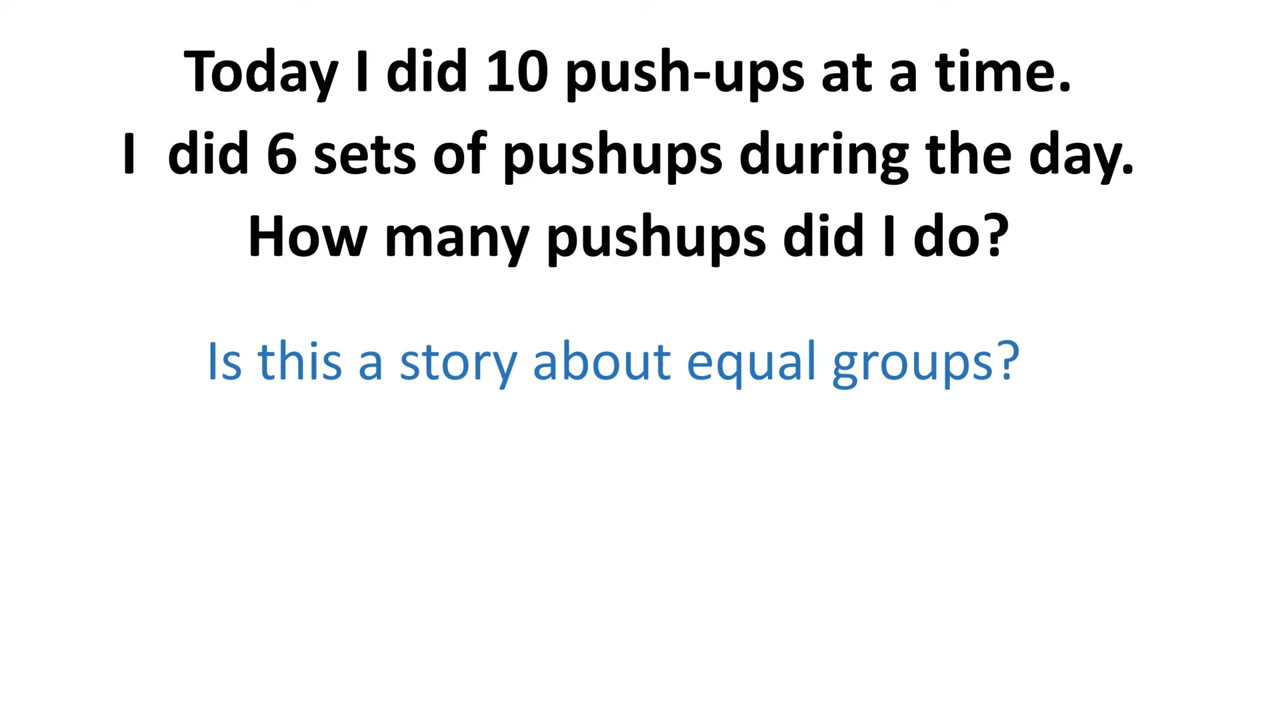 Today I did 10 push-ups at a time.
I  did 6 sets of pushups during the day.
How many pushups did I do?
Is this a story about equal groups?